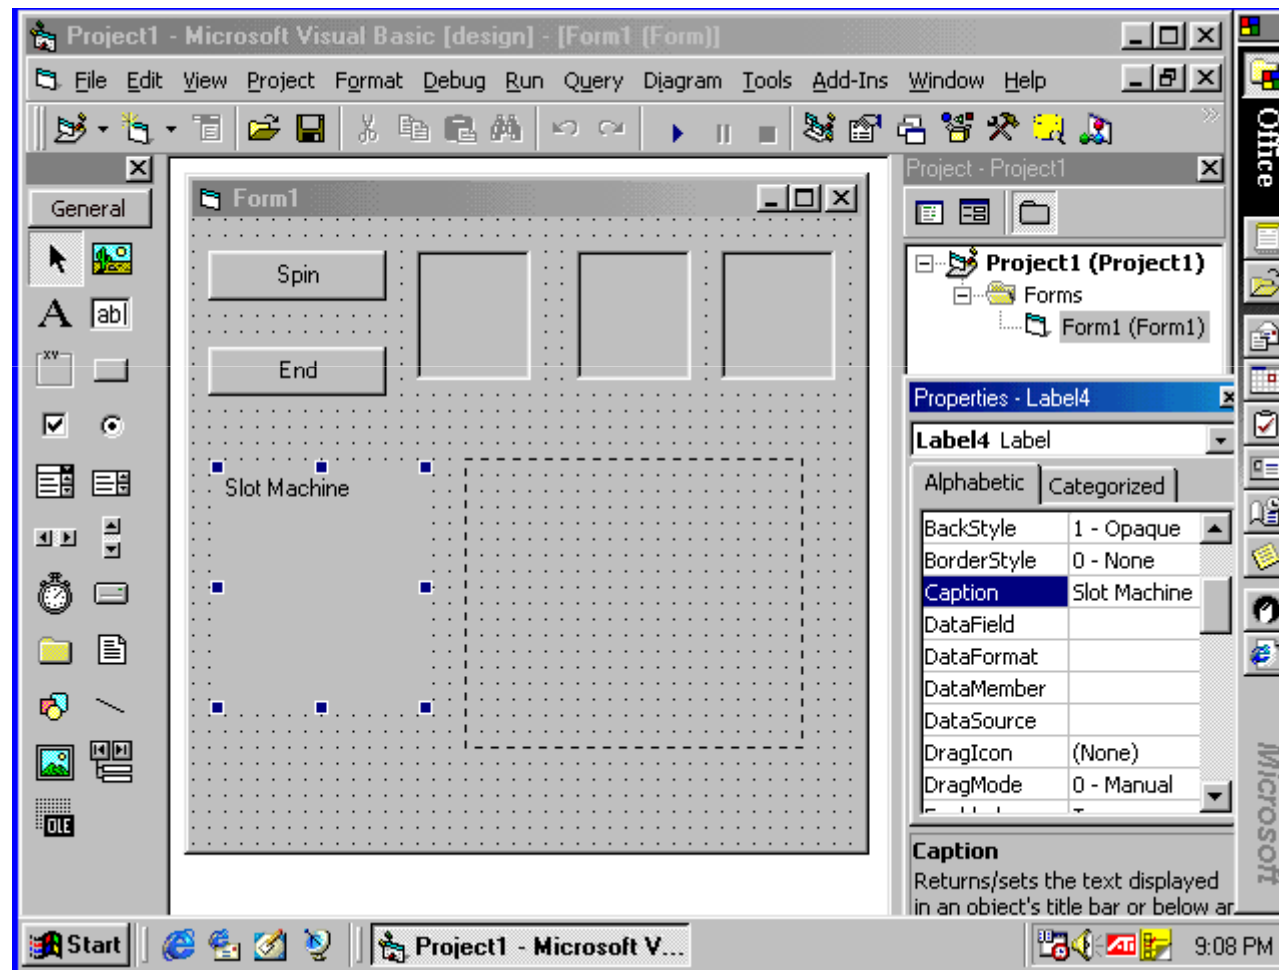 Project1 - Microsoft Visual Basic [design] - [Form1 (Form)]
File Edit View Project Format Debug Run Query Diagram Tools Add-Ins Window Help
General
A ab|
XY
OLE
Form1
Spin
End
Slot Machine
Project - Project1
Project1 (Project1)
Forms
Form1 (Form1)
Properties - Label4
Label4 Label
Alphabetic Categorized
BackStyle 1 - Opaque
BorderStyle 0 - None
Caption Slot Machine
DataField
DataFormat
DataMember
DataSource
DragIcon (None)
DragMode 0 - Manual
Caption
Returns/sets the text displayed
in an object's title bar or below an
Office
Microsoft
Start Project1 - Microsoft V... ATI 9:08 PM